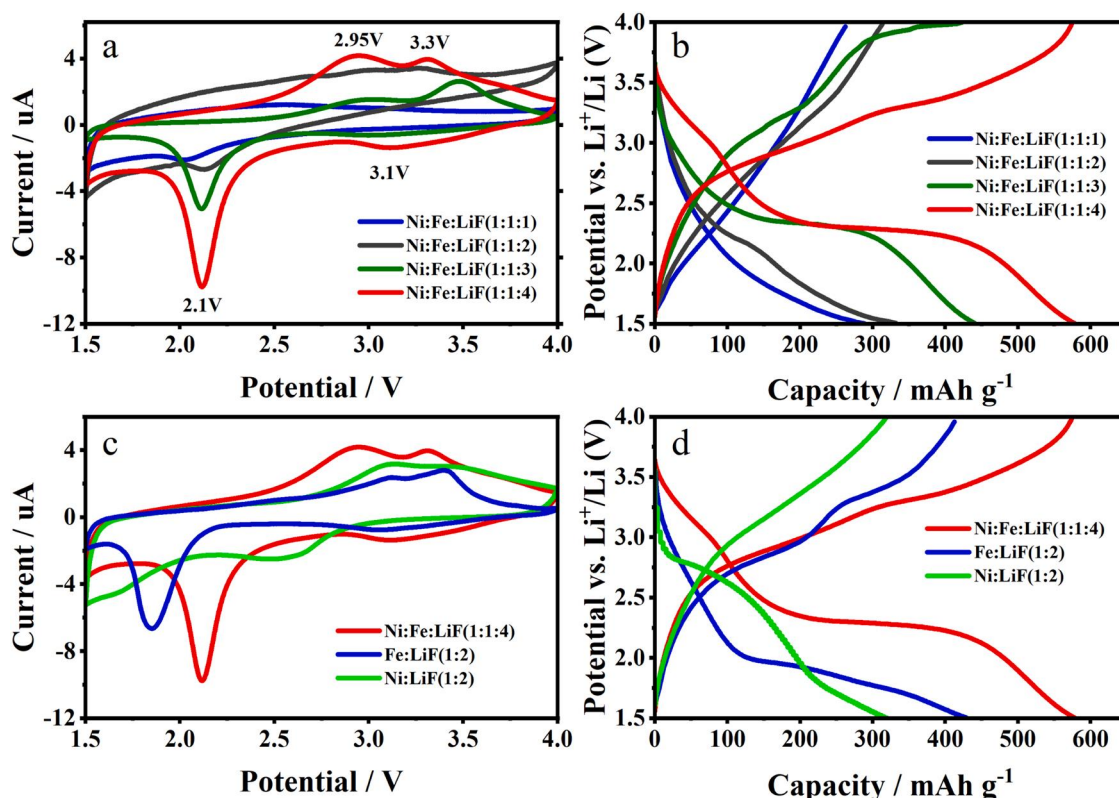 a
2.95V
3.3V
4
0
-4
-8
-12
3.1V
2.1V
Ni:Fe:LiF(1:1:1)
Ni:Fe:LiF(1:1:2)
Ni:Fe:LiF(1:1:3)
Ni:Fe:LiF(1:1:4)
1.5 2.0 2.5 3.0 3.5 4.0
Potential / V
Current / uA
b
4.0
3.5
3.0
2.5
2.0
1.5
Ni:Fe:LiF(1:1:1)
Ni:Fe:LiF(1:1:2)
Ni:Fe:LiF(1:1:3)
Ni:Fe:LiF(1:1:4)
0 100 200 300 400 500 600
Capacity / mAh g⁻¹
Potential vs. Li⁺/Li (V)
c
4
0
-4
-8
-12
Ni:Fe:LiF(1:1:4)
Fe:LiF(1:2)
Ni:LiF(1:2)
1.5 2.0 2.5 3.0 3.5 4.0
Potential / V
Current / uA
d
4.0
3.5
3.0
2.5
2.0
1.5
Ni:Fe:LiF(1:1:4)
Fe:LiF(1:2)
Ni:LiF(1:2)
0 100 200 300 400 500 600
Capacity / mAh g⁻¹
Potential vs. Li⁺/Li (V)